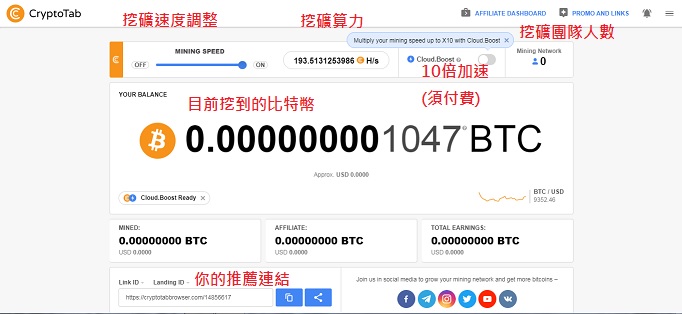 CryptoTab
挖礦速度調整
挖礦算力
AFFILIATE DASHBOARD
PROMO AND LINKS
挖礦團隊人數
Multiply your mining speed up to X10 with Cloud.Boost ×
MINING SPEED
OFF ON
193.5131253986 H/s
Cloud.Boost
Mining Network
0
10倍加速
(須付費)
YOUR BALANCE
目前挖到的比特幣
0.000000001047 BTC
Approx. USD 0.0000
Cloud.Boost Ready ×
BTC / USD
9352.46
MINED:
0.00000000 BTC
USD 0.0000
AFFILIATE:
0.00000000 BTC
USD 0.0000
TOTAL EARNINGS:
0.00000000 BTC
USD 0.0000
Link ID Landing ID
你的推薦連結
https://cryptotabbrowser.com/14856617
Join us in social media to grow your mining network and get more bitcoins –